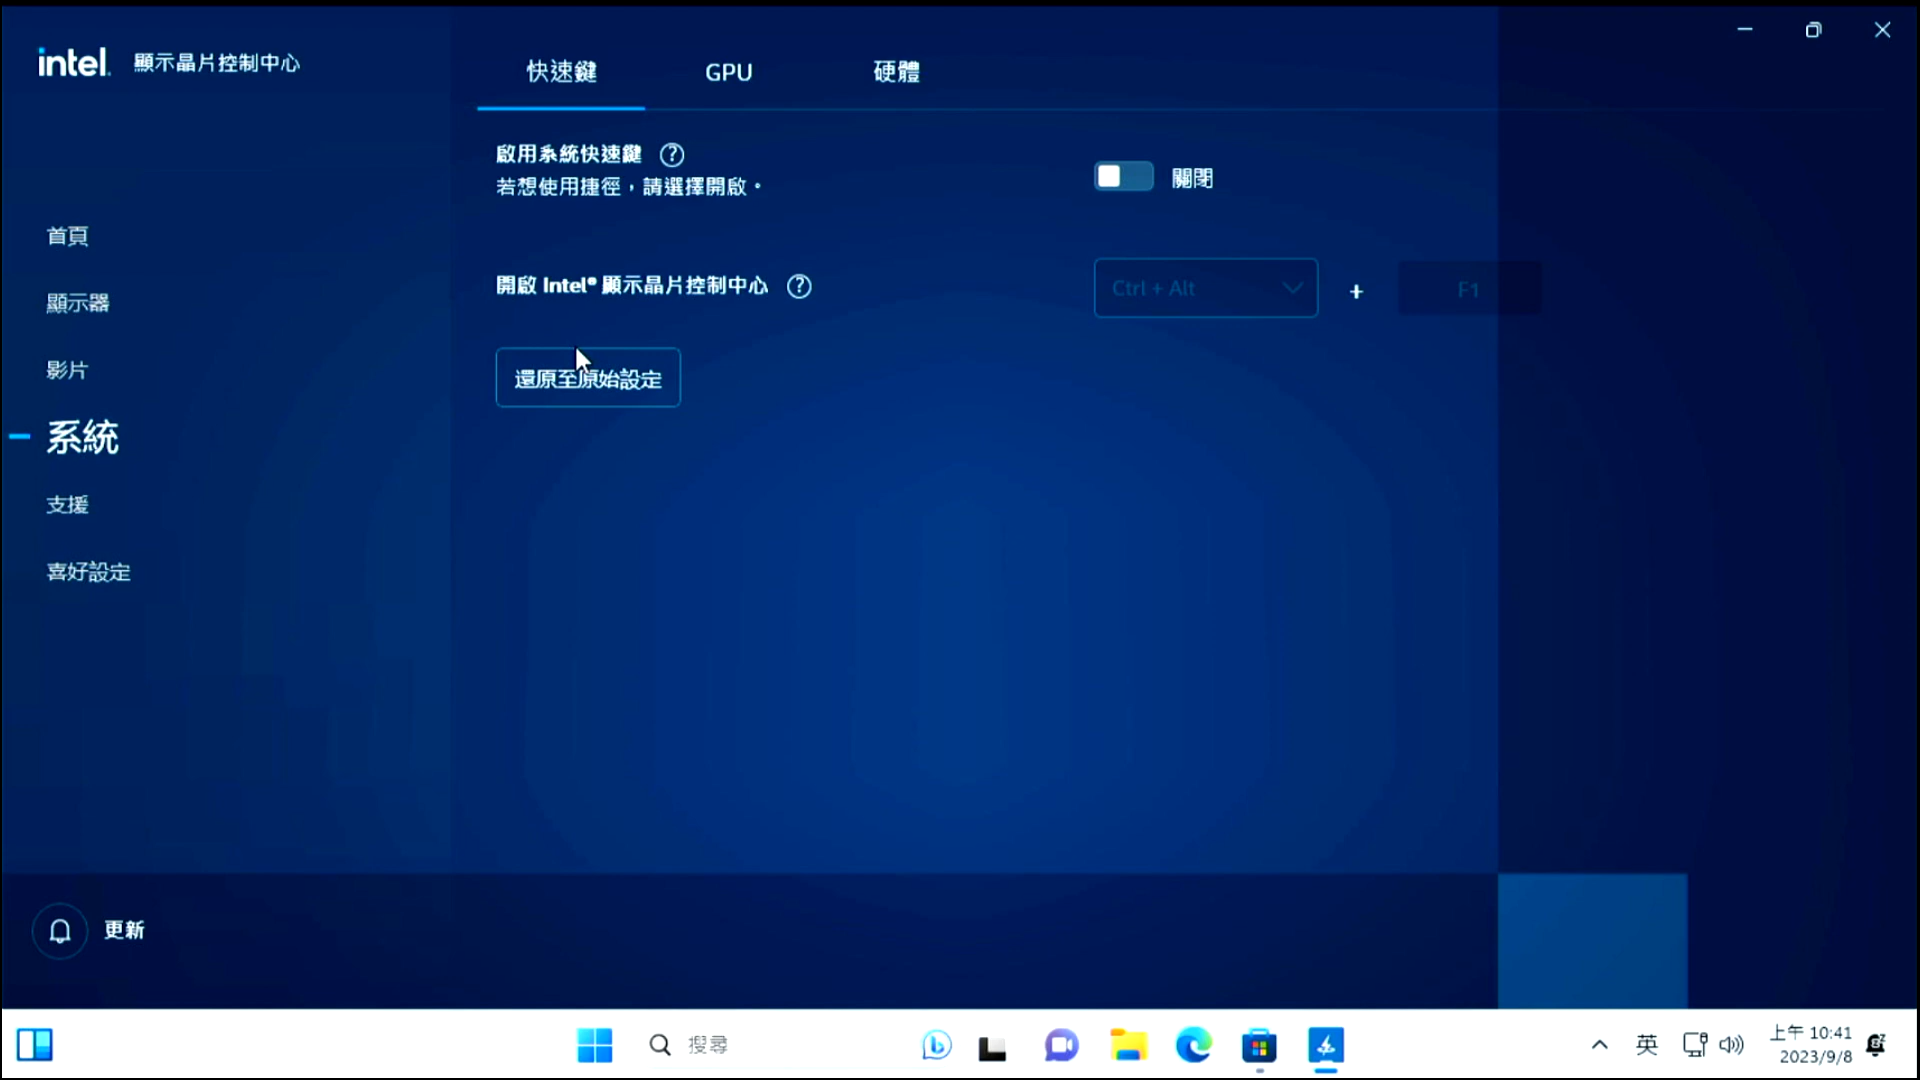 intel. 顯示晶片控制中心
快速鍵
GPU
硬體
啟用系統快速鍵 ?
若想使用捷徑，請選擇開啟。
關閉
開啟 Intel® 顯示晶片控制中心 ?
Ctrl + Alt
+
F1
還原至原始設定
首頁
顯示器
影片
系統
支援
喜好設定
更新
搜尋
英
上午 10:41
2023/9/8